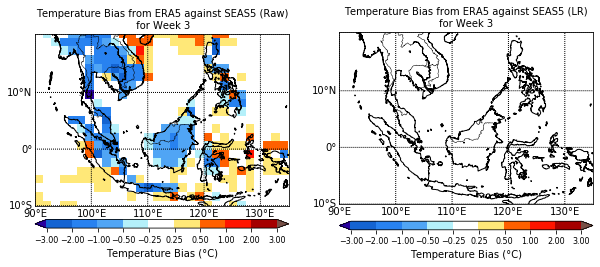 Temperature Bias from ERA5 against SEAS5 (Raw)
for Week 3
10°N
0°
10°S
90°E 100°E 110°E 120°E 130°E
−3.00 −2.00 −1.00 −0.50 −0.25 0.25 0.50 1.00 2.00 3.00
Temperature Bias (°C)
Temperature Bias from ERA5 against SEAS5 (LR)
for Week 3
10°N
0°
10°S
90°E 100°E 110°E 120°E 130°E
−3.00 −2.00 −1.00 −0.50 −0.25 0.25 0.50 1.00 2.00 3.00
Temperature Bias (°C)